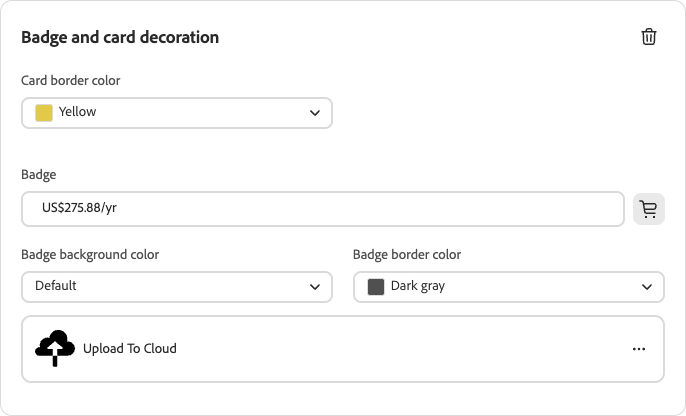 Badge and card decoration
Card border color
Yellow
Badge
US$275.88/yr
Badge background color
Badge border color
Default
Dark gray
Upload To Cloud